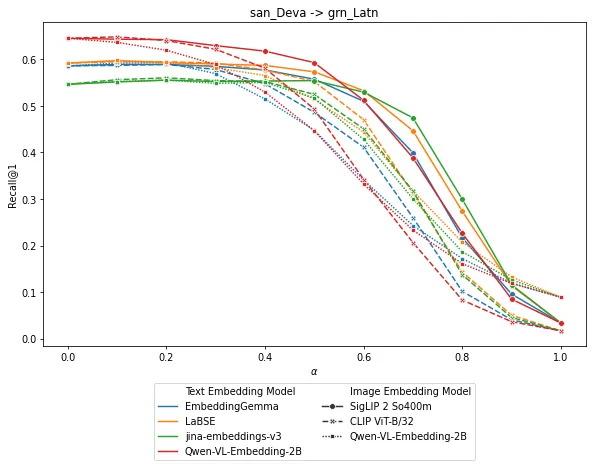 san_Deva -> grn_Latn
Recall@1
0.6
0.5
0.4
0.3
0.2
0.1
0.0
0.0 0.2 0.4 0.6 0.8 1.0
α
Text Embedding Model Image Embedding Model
EmbeddingGemma SigLIP 2 So400m
LaBSE CLIP ViT-B/32
jina-embeddings-v3 Qwen-VL-Embedding-2B
Qwen-VL-Embedding-2B